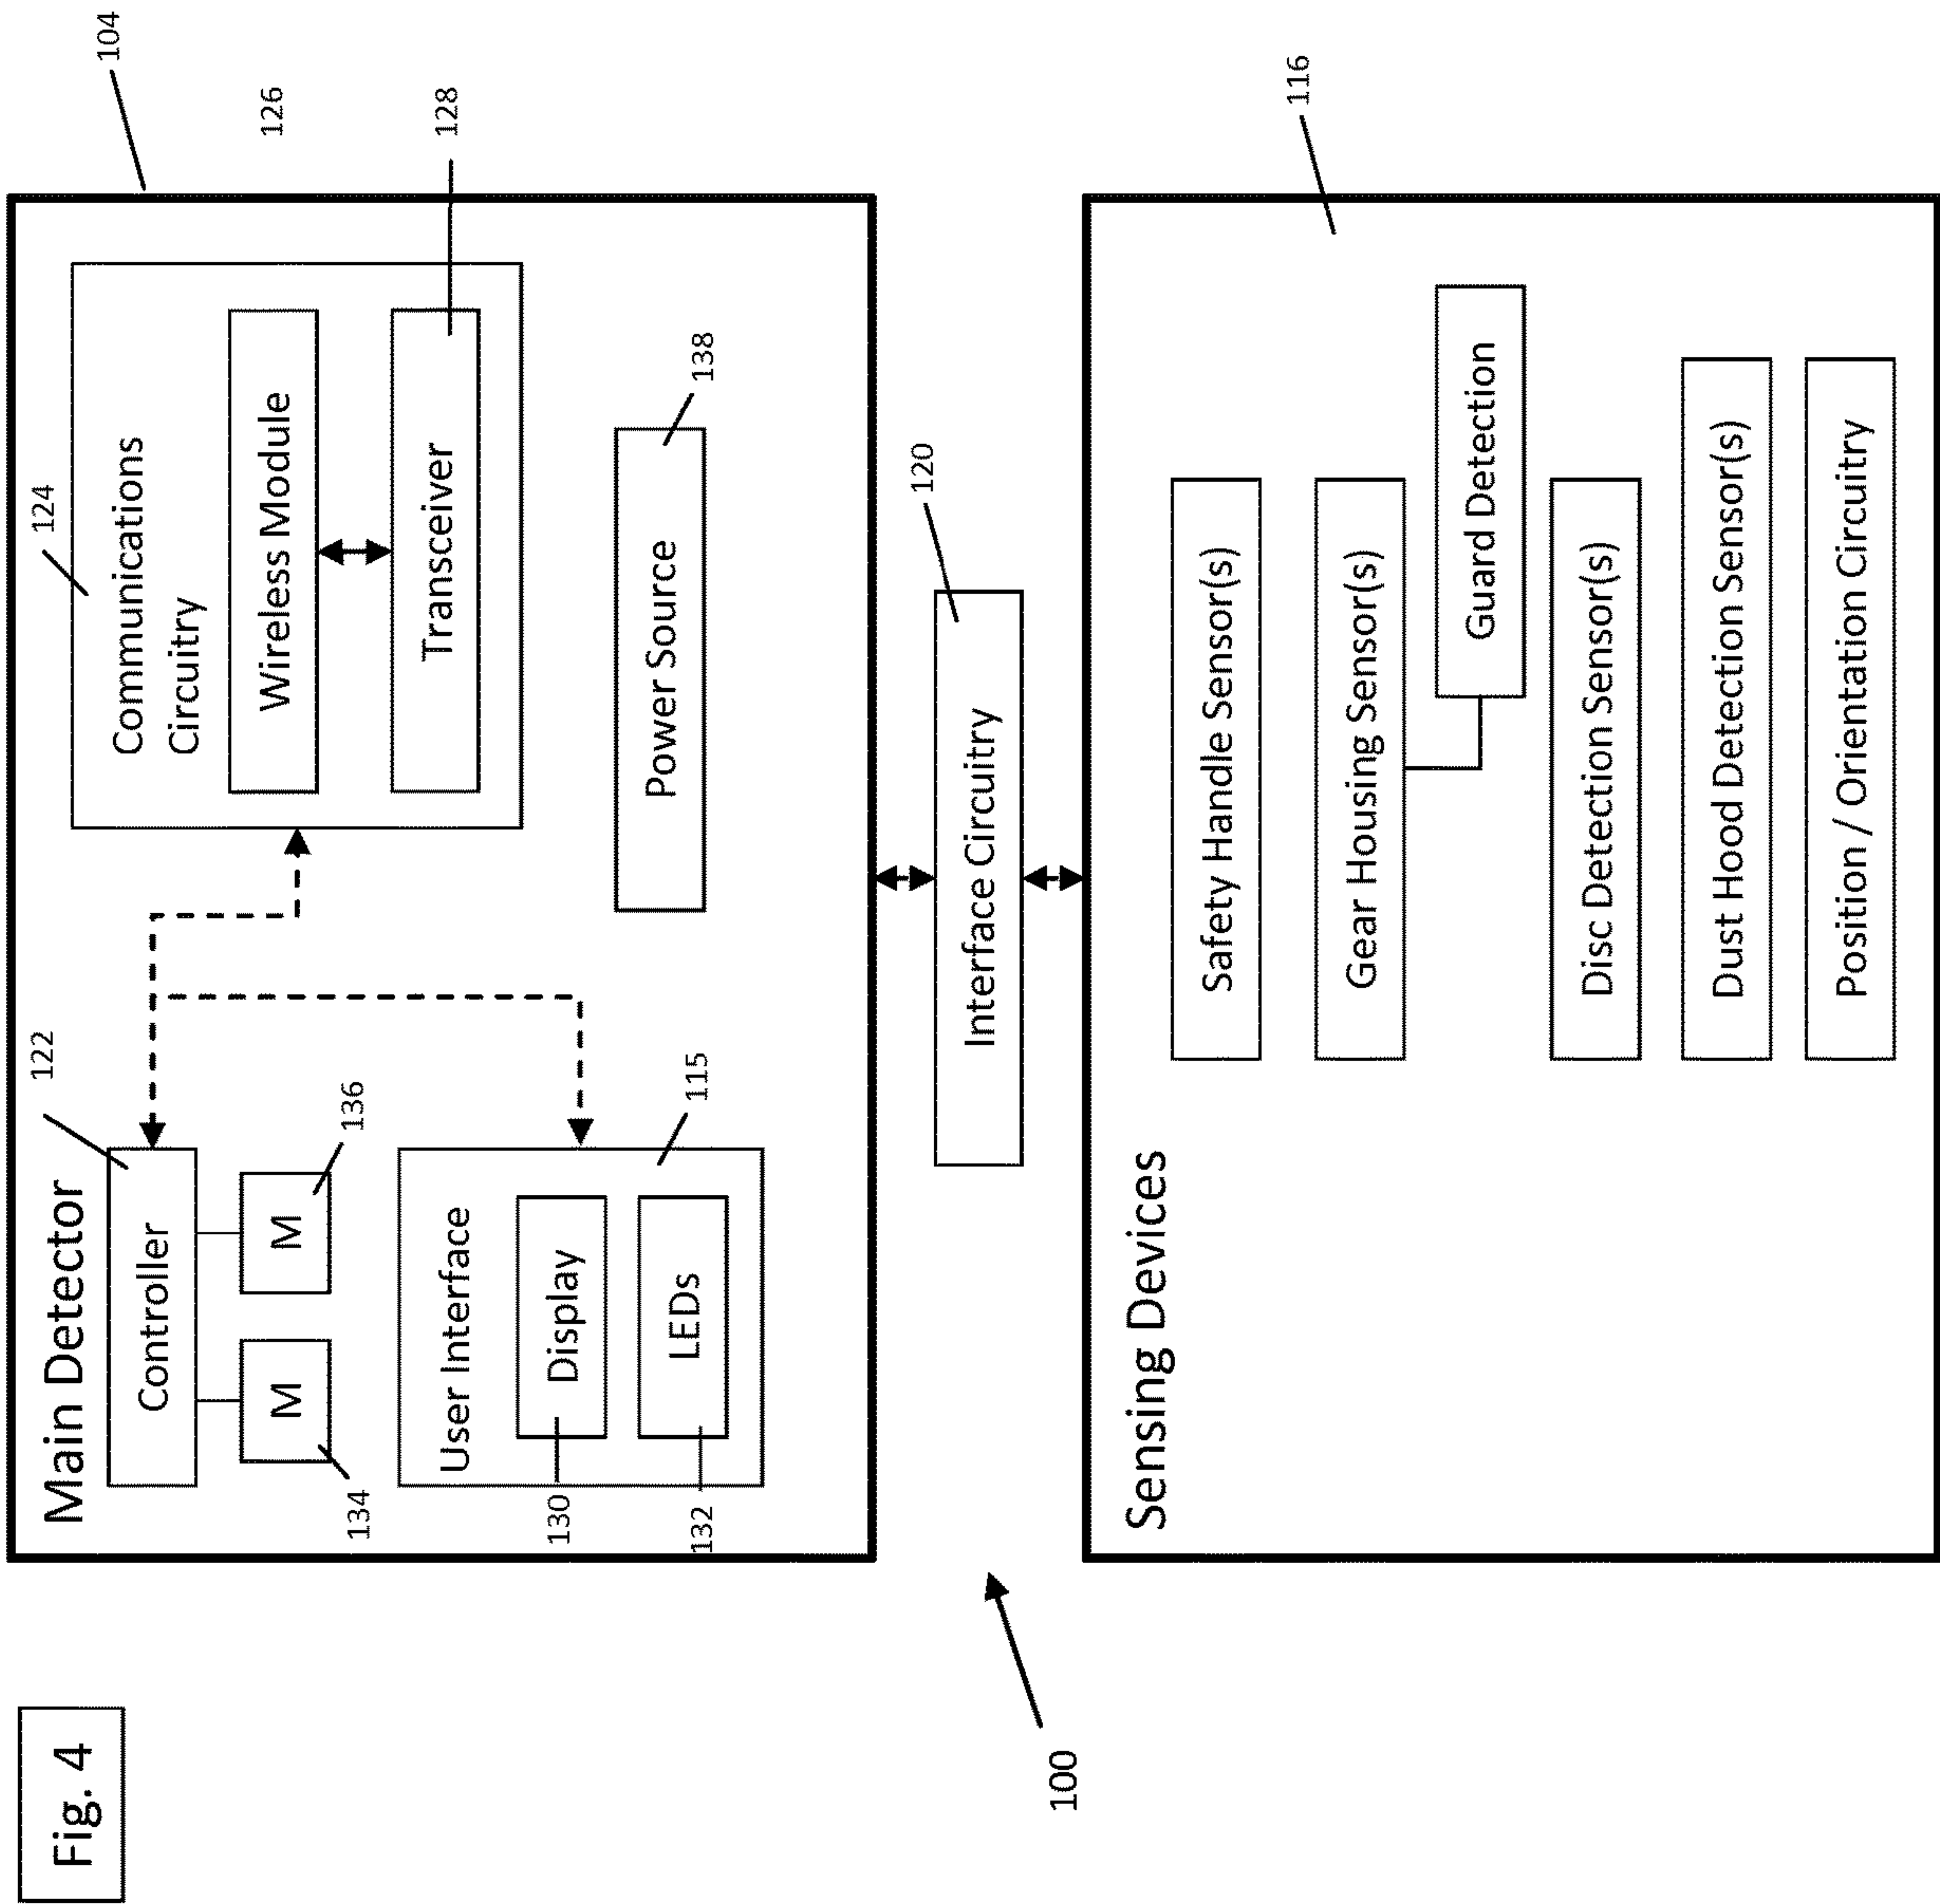 Fig. 4
104
Main Detector
122
Controller
M
M
134
136
124
Communications
Circuitry
126
Wireless Module
128
Transceiver
User Interface
115
Display
130
LEDs
132
Power Source
138
Interface Circuitry
120
100
Sensing Devices
116
Safety Handle Sensor(s)
Gear Housing Sensor(s)
Guard Detection
Disc Detection Sensor(s)
Dust Hood Detection Sensor(s)
Position / Orientation Circuitry